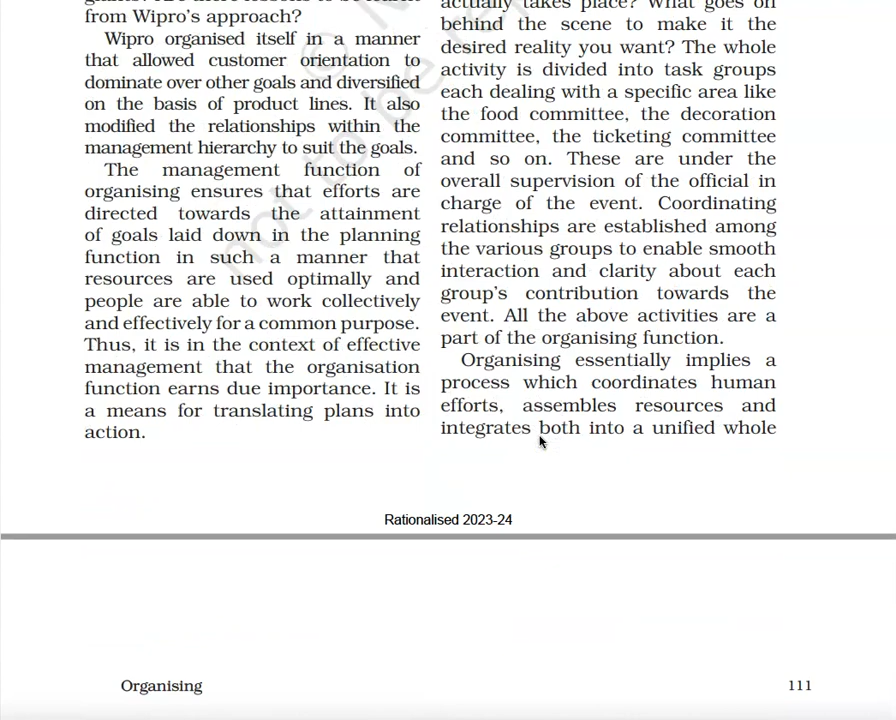 from Wipro's approach?
Wipro organised itself in a manner
that allowed customer orientation to
dominate over other goals and diversified
on the basis of product lines. It also
modified the relationships within the
management hierarchy to suit the goals.
The management function of
organising ensures that efforts are
directed towards the attainment
of goals laid down in the planning
function in such a manner that
resources are used optimally and
people are able to work collectively
and effectively for a common purpose.
Thus, it is in the context of effective
management that the organisation
function earns due importance. It is
a means for translating plans into
action.
actually takes place? What goes on
behind the scene to make it the
desired reality you want? The whole
activity is divided into task groups
each dealing with a specific area like
the food committee, the decoration
committee, the ticketing committee
and so on. These are under the
overall supervision of the official in
charge of the event. Coordinating
relationships are established among
the various groups to enable smooth
interaction and clarity about each
group's contribution towards the
event. All the above activities are a
part of the organising function.
Organising essentially implies a
process which coordinates human
efforts, assembles resources and
integrates both into a unified whole
Rationalised 2023-24
Organising
111
not to be re